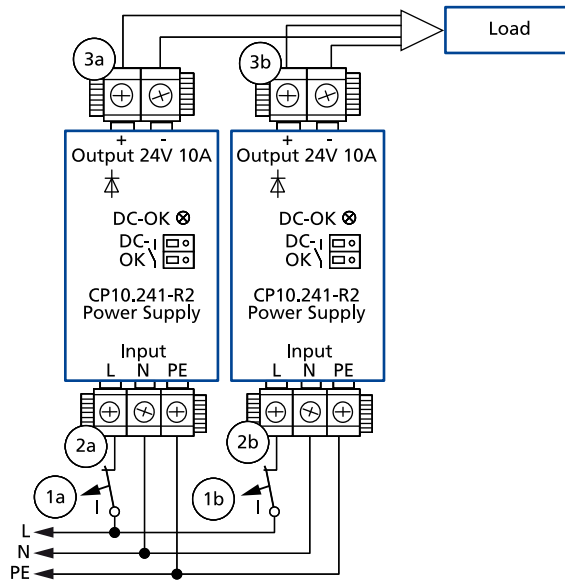 3a
3b
Load
+ -
Output 24V 10A
DC-OK
DC-
OK
CP10.241-R2
Power Supply
Input
L N PE
+ -
Output 24V 10A
DC-OK
DC-
OK
CP10.241-R2
Power Supply
Input
L N PE
2a
2b
1a
I
1b
I
L
N
PE